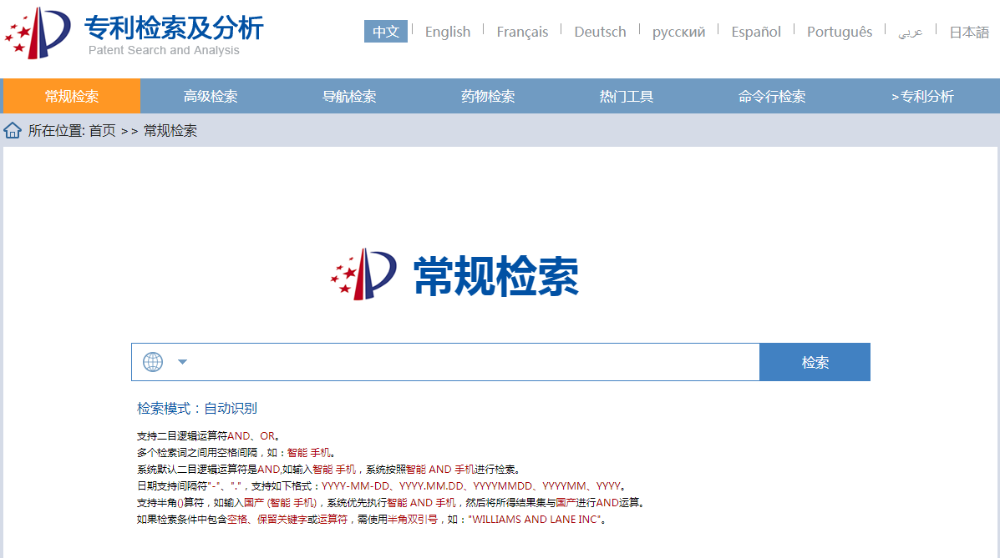 专利检索及分析
Patent Search and Analysis
中文 English Français Deutsch русский Español Português عربي 日本語
常规检索 高级检索 导航检索 药物检索 热门工具 命令行检索 >专利分析
所在位置: 首页 >> 常规检索
常规检索
检索
检索模式：自动识别
支持二目逻辑运算符AND、OR。
多个检索词之间用空格间隔，如：智能 手机。
系统默认二目逻辑运算符是AND,如输入智能 手机，系统按照智能 AND 手机进行检索。
日期支持间隔符"-"、"."，支持如下格式：YYYY-MM-DD、YYYY.MM.DD、YYYYMMDD、YYYYMM、YYYY。
支持半角()算符，如输入国产 (智能 手机)，系统优先执行智能 AND 手机，然后将所得结果集与国产进行AND运算。
如果检索条件中包含空格、保留关键字或运算符，需使用半角双引号，如："WILLIAMS AND LANE INC"。